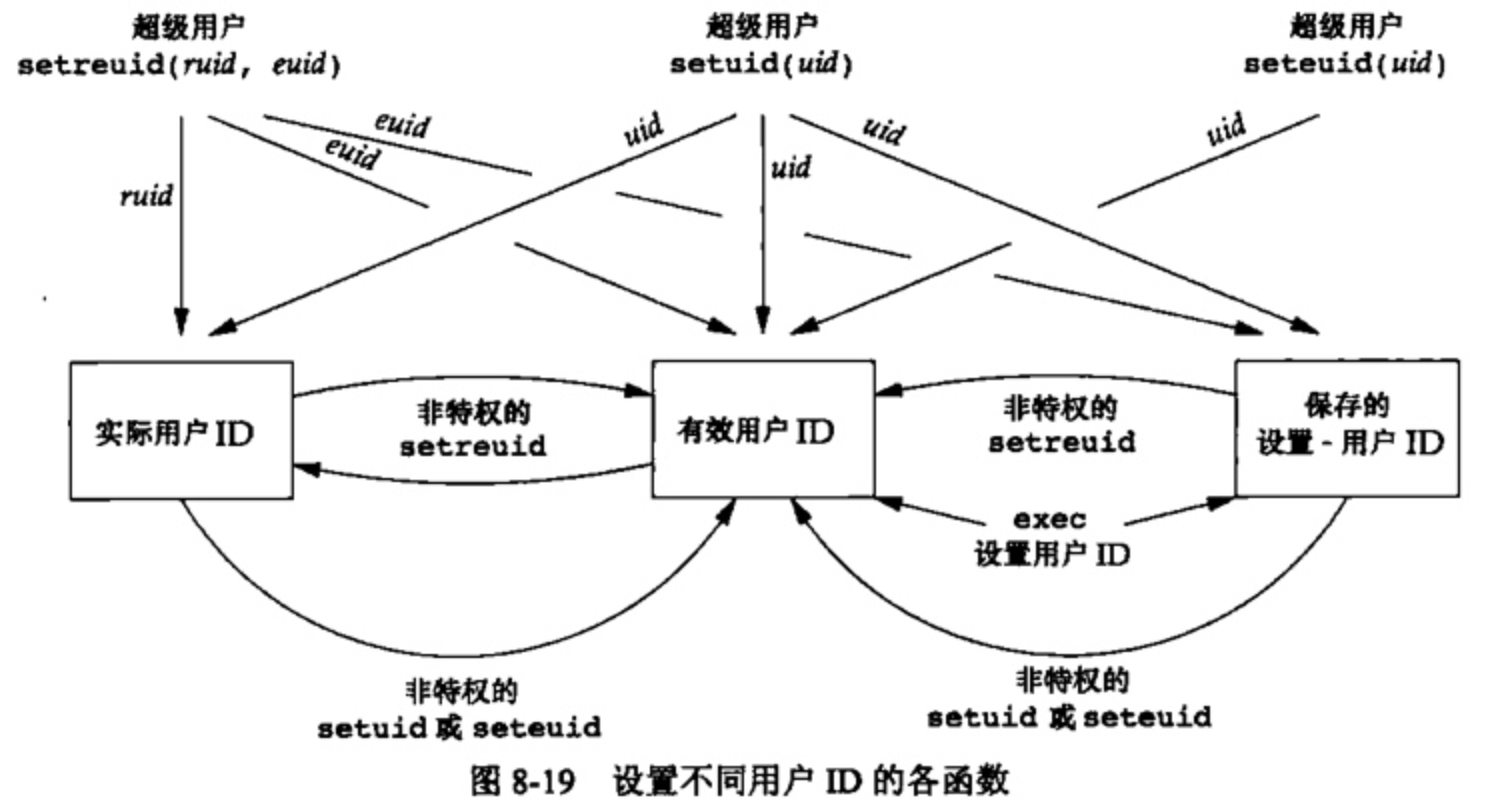 超级用户
setreuid(ruid, euid)
超级用户
setuid(uid)
超级用户
seteuid(uid)
euid
euid
ruid
uid
uid
uid
uid
实际用户 ID
非特权的
setreuid
有效用户 ID
非特权的
setreuid
保存的
设置 - 用户 ID
exec
设置用户 ID
非特权的
setuid 或 seteuid
非特权的
setuid 或 seteuid
图 8-19 设置不同用户 ID 的各函数